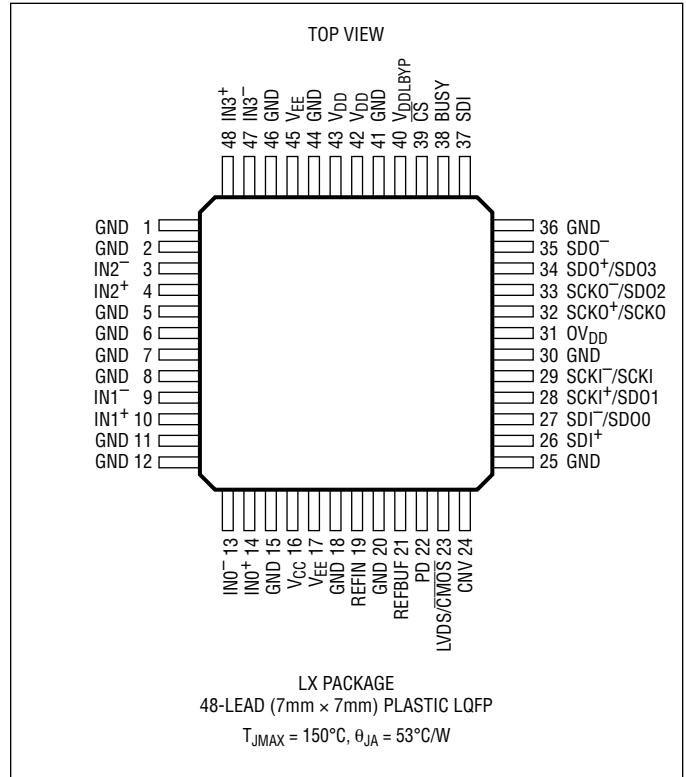 TOP VIEW
48 IN3+
47 IN3–
46 GND
45 VEE
44 GND
43 VDD
42 VDD
41 GND
40 VDDLBYP
39 C̅S̅
38 BUSY
37 SDI
GND 1
GND 2
IN2– 3
IN2+ 4
GND 5
GND 6
GND 7
GND 8
IN1– 9
IN1+ 10
GND 11
GND 12
36 GND
35 SDO–
34 SDO+/SDO3
33 SCKO–/SDO2
32 SCKO+/SCKO
31 OVDD
30 GND
29 SCKI–/SCKI
28 SCKI+/SDO1
27 SDI–/SDO0
26 SDI+
25 GND
IN0– 13
IN0+ 14
GND 15
VCC 16
VEE 17
GND 18
REFIN 19
GND 20
REFBUF 21
PD 22
LVDS/C̅M̅O̅S̅ 23
CNV 24
LX PACKAGE
48-LEAD (7mm × 7mm) PLASTIC LQFP
TJMAX = 150°C, θJA = 53°C/W